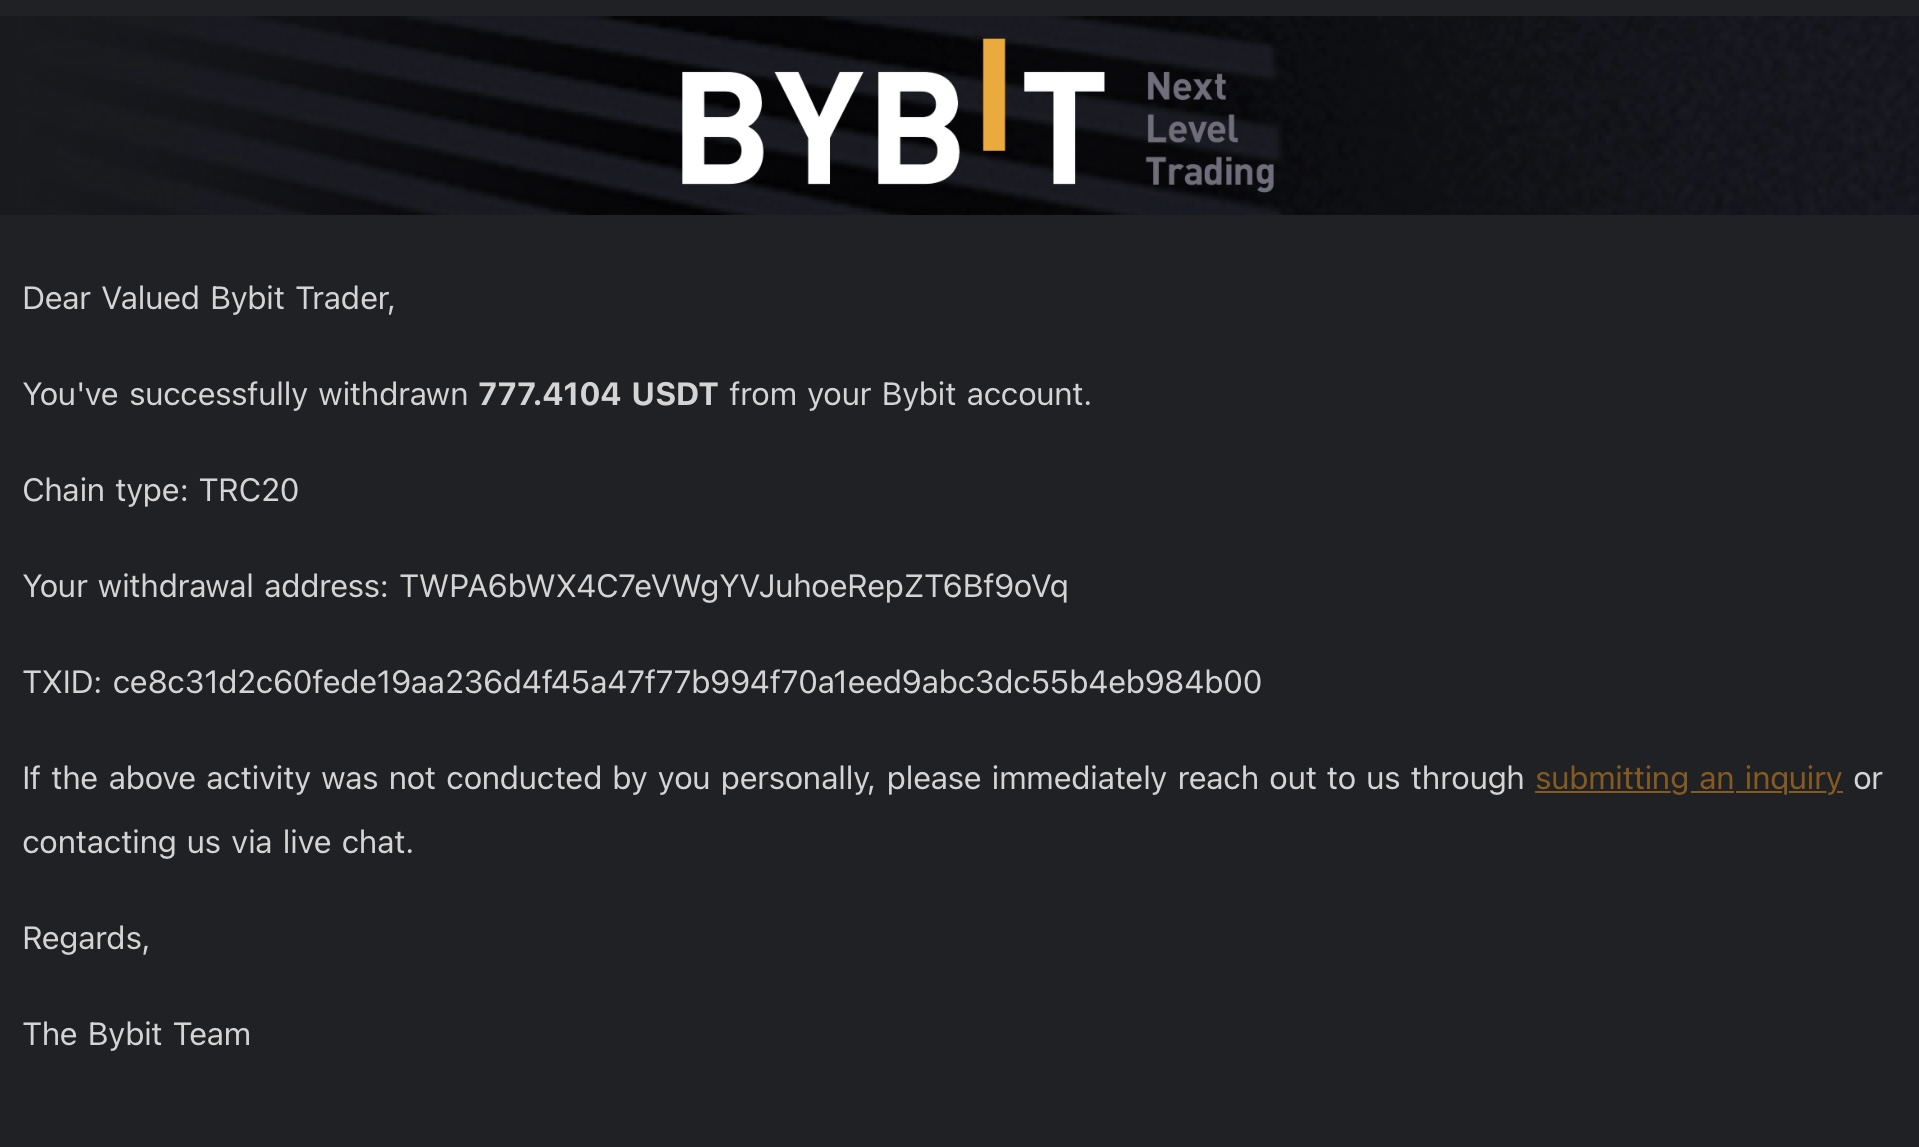 BYBIT
Next
Level
Trading
Dear Valued Bybit Trader,
You've successfully withdrawn 777.4104 USDT from your Bybit account.
Chain type: TRC20
Your withdrawal address: TWPA6bWX4C7eVWgYVJuhoeRepZT6Bf9oVq
TXID: ce8c31d2c60fede19aa236d4f45a47f77b994f70a1eed9abc3dc55b4eb984b00
If the above activity was not conducted by you personally, please immediately reach out to us through submitting an inquiry or
contacting us via live chat.
Regards,
The Bybit Team